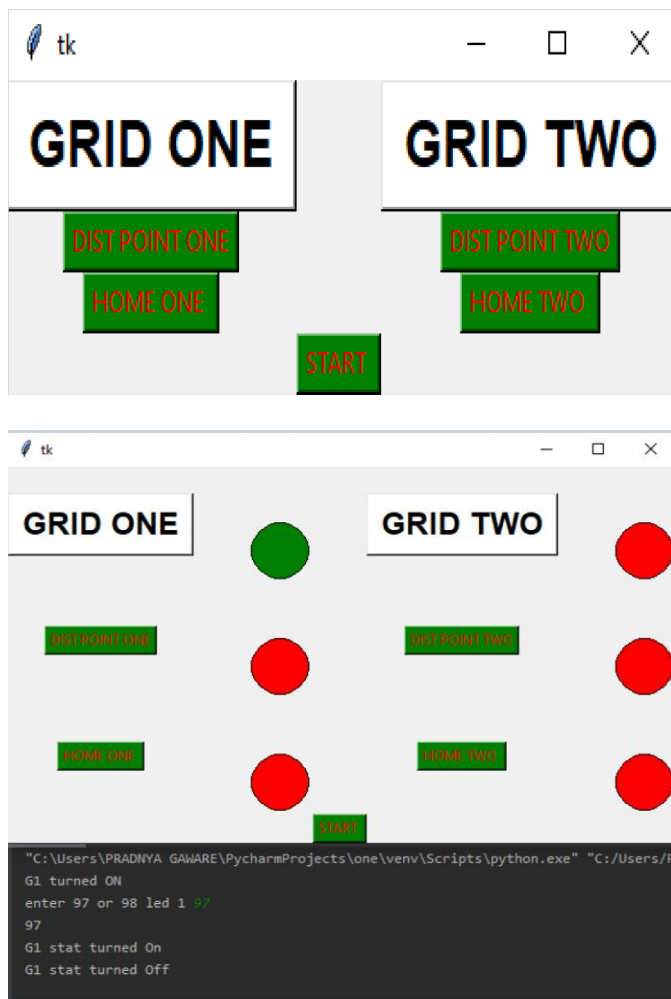 tk
GRID ONE GRID TWO
DIST POINT ONE DIST POINT TWO
HOME ONE HOME TWO
START
tk
GRID ONE GRID TWO
DIST POINT ONE DIST POINT TWO
HOME ONE HOME TWO
START
"C:\Users\PRADNYA GAWARE\PycharmProjects\one\venv\Scripts\python.exe" "C:/Users/
G1 turned ON
enter 97 or 98 led 1 97
97
G1 stat turned On
G1 stat turned Off